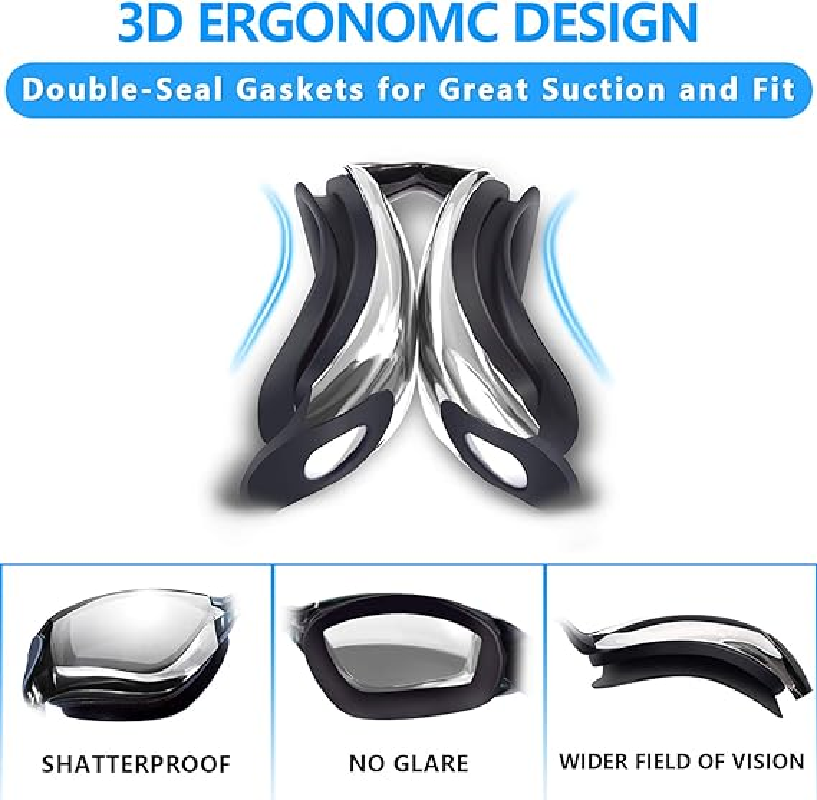 3D ERGONOMC DESIGN
Double-Seal Gaskets for Great Suction and Fit
SHATTERPROOF
NO GLARE
WIDER FIELD OF VISION